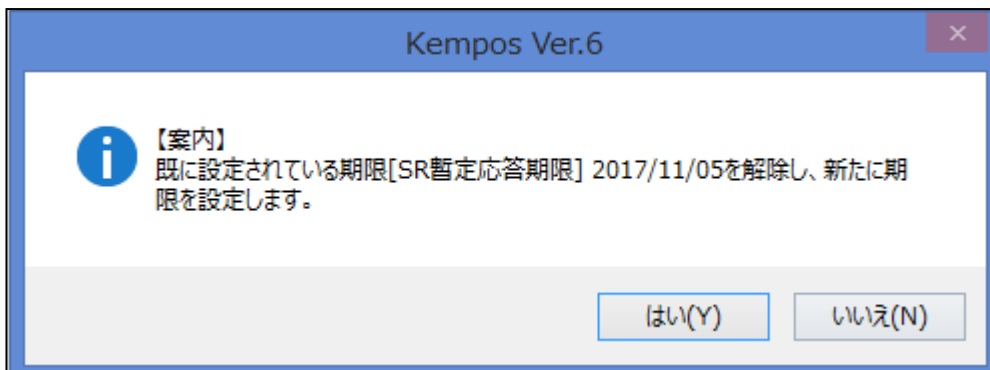 Kempos Ver.6
【案内】
既に設定されている期限[SR暫定応答期限] 2017/11/05を解除し、新たに期
限を設定します。
はい(Y)
いいえ(N)